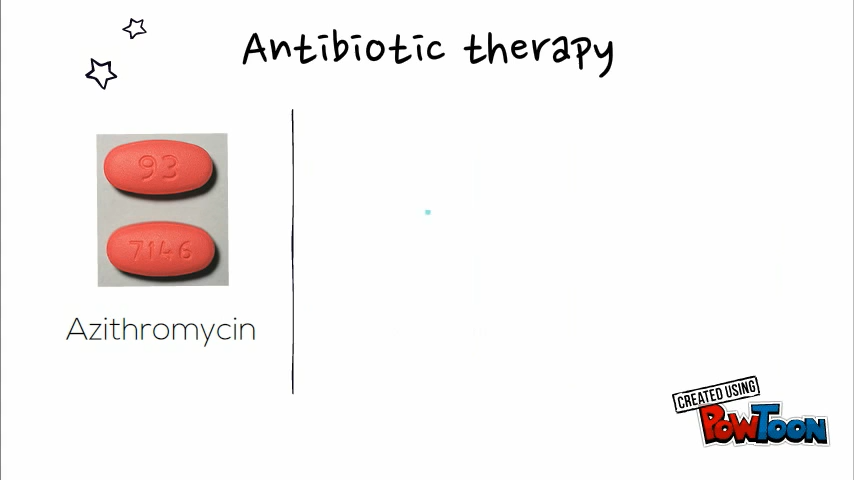 Antibiotic therapy
93
7146
Azithromycin
CREATED USING
POWTOON